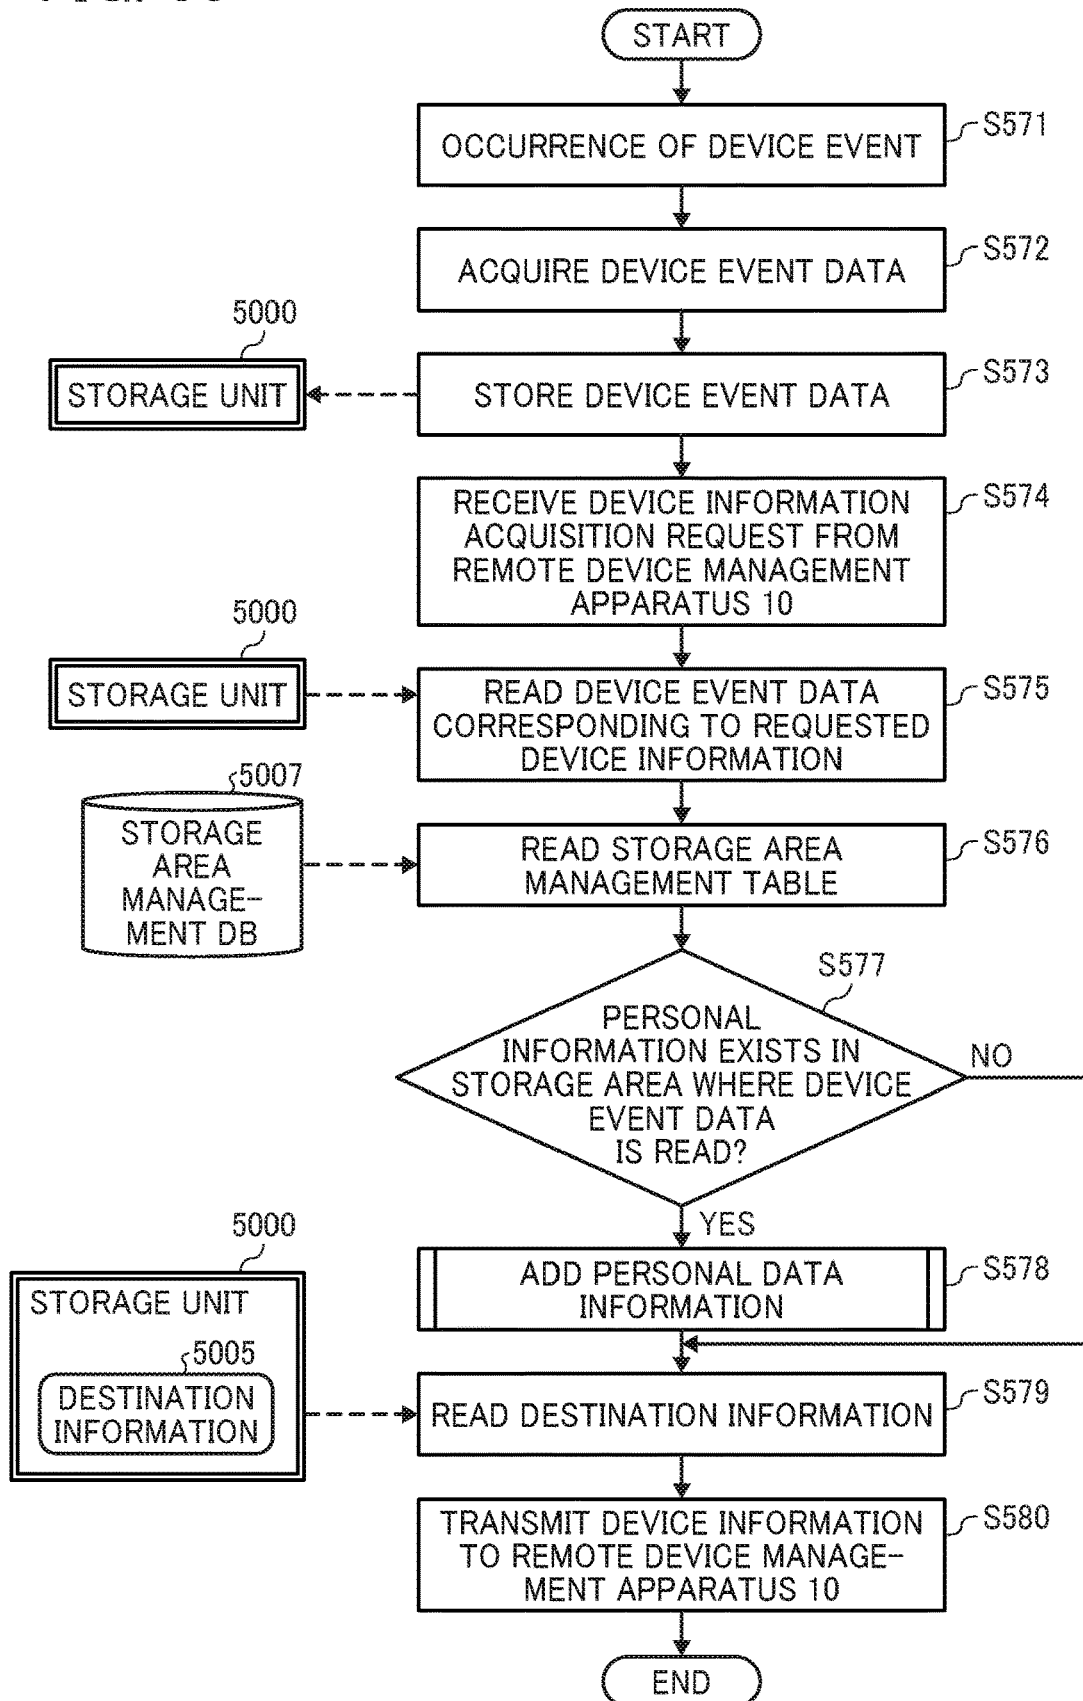 START
OCCURRENCE OF DEVICE EVENT
S571
ACQUIRE DEVICE EVENT DATA
S572
5000
STORAGE UNIT
STORE DEVICE EVENT DATA
S573
RECEIVE DEVICE INFORMATION
ACQUISITION REQUEST FROM
REMOTE DEVICE MANAGEMENT
APPARATUS 10
S574
5000
STORAGE UNIT
READ DEVICE EVENT DATA
CORRESPONDING TO REQUESTED
DEVICE INFORMATION
S575
5007
STORAGE
AREA
MANAGE-
MENT DB
READ STORAGE AREA
MANAGEMENT TABLE
S576
S577
PERSONAL
INFORMATION EXISTS IN
STORAGE AREA WHERE DEVICE
EVENT DATA
IS READ?
NO
YES
5000
STORAGE UNIT
ADD PERSONAL DATA
INFORMATION
S578
5005
DESTINATION
INFORMATION
READ DESTINATION INFORMATION
S579
TRANSMIT DEVICE INFORMATION
TO REMOTE DEVICE MANAGE-
MENT APPARATUS 10
S580
END